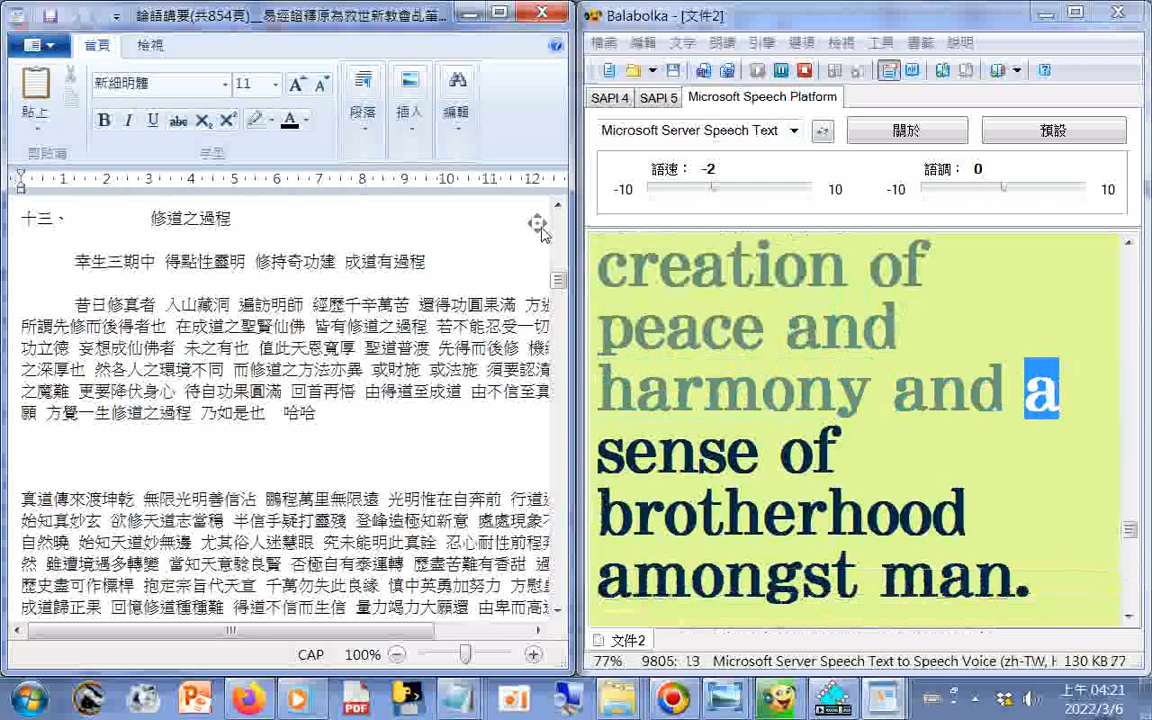 論語講要(共854頁)__易經證釋原為救世新教會乩筆...
首頁 檢視
新細明體 11
貼上
剪貼簿
字型
段落
插入
編輯
1 2 3 4 5 6 7 8 9 10 11 12
十三、 修道之過程
幸生三期中 得點性靈明 修持奇功建 成道有過程
昔日修真者 入山藏洞 遍訪明師 經歷千辛萬苦 還得功圓果滿 方
所謂先修而後得者也 在成道之聖賢仙佛 皆有修道之過程 若不能忍受一切
功立德 妄想成仙佛者 未之有也 值此天恩寬厚 聖道普渡 先得而後修 機
之深厚也 然各人之環境不同 而修道之方法亦異 或財施 或法施 須要認清
之魔難 更要降伏身心 待自功果圓滿 回首再悟 由得道至成道 由不信至真
願 方覺一生修道之過程 乃如是也 哈哈
真道傳來渡坤乾 無限光明善信沾 鵬程萬里無限遠 光明惟在自奔前 行道
始知真妙玄 欲修天道志當穩 半信手疑打靈殘 登峰造極知新意 處處現象
自然曉 始知天道妙無邊 尤其俗人迷慧眼 究未能明此真詮 忍心耐性前程
然 雖遭境遇多轉變 當知天意驗良賢 否極自有泰運轉 歷盡苦難有香甜 過
歷史盡可作標桿 抱定宗旨代天宣 千萬勿失此良緣 慎中英勇加努力 方慰
成道歸正果 回憶修道種種難 得道不信而生信 量力竭力大願還 由卑而高
CAP 100%
Balabolka - [文件2]
檔案 編輯 文字 朗讀 引擎 選項 檢視 工具 書籤 說明
SAPI 4 SAPI 5 Microsoft Speech Platform
Microsoft Server Speech Text 關於 預設
語速： -2 語調： 0
-10 10 -10 10
creation of
peace and
harmony and a
sense of
brotherhood
amongst man.
文件2
77% 9805: 13 Microsoft Server Speech Text to Speech Voice (zh-TW, H 130 KB 77
上午 04:21
2022/3/6